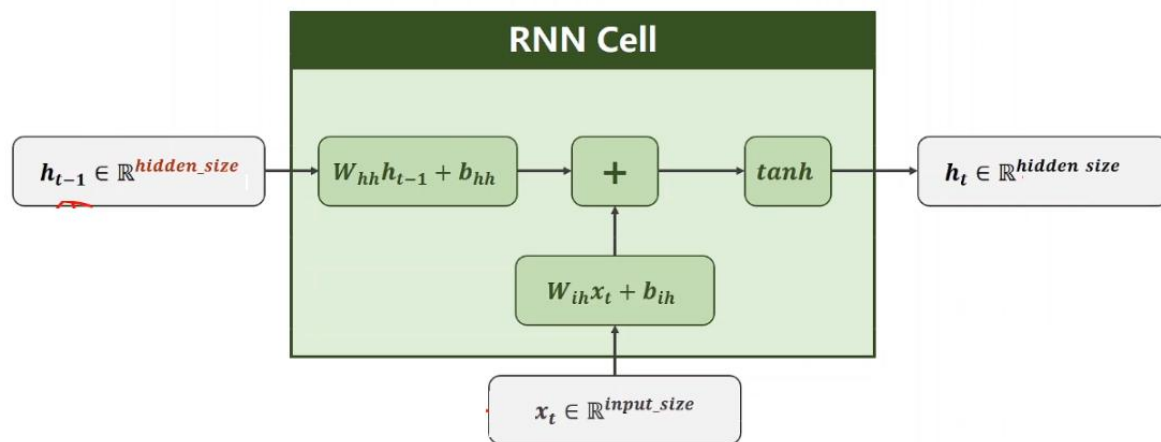 RNN Cell
h_{t-1} ∈ ℝ^{hidden_size}
W_{hh}h_{t-1} + b_{hh}
+
tanh
h_t ∈ ℝ^{hidden size}
W_{ih}x_t + b_{ih}
x_t ∈ ℝ^{input_size}